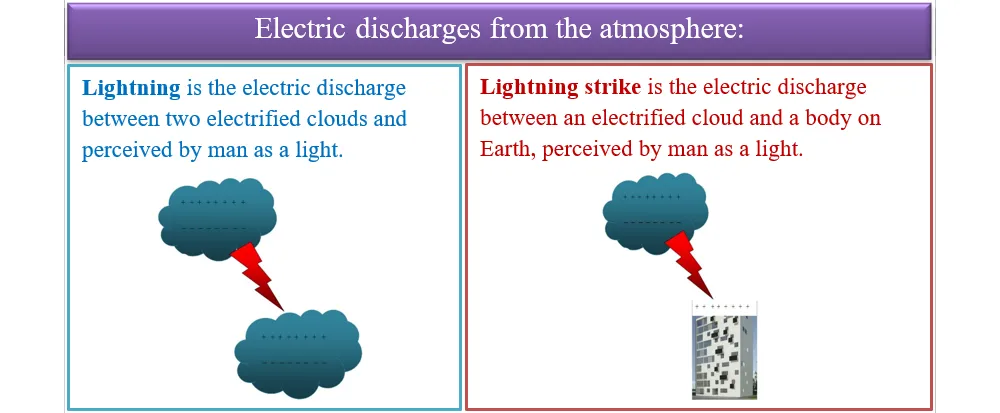 Electric discharges from the atmosphere:
Lightning is the electric discharge
between two electrified clouds and
perceived by man as a light.
Lightning strike is the electric discharge
between an electrified cloud and a body on
Earth, perceived by man as a light.
+ + + + + + + +
- - - - - - - -
+ + + + + + + +
- - - - - - - -
+ + + + + + + +
- - - - - - - -
+ + + + + + + +